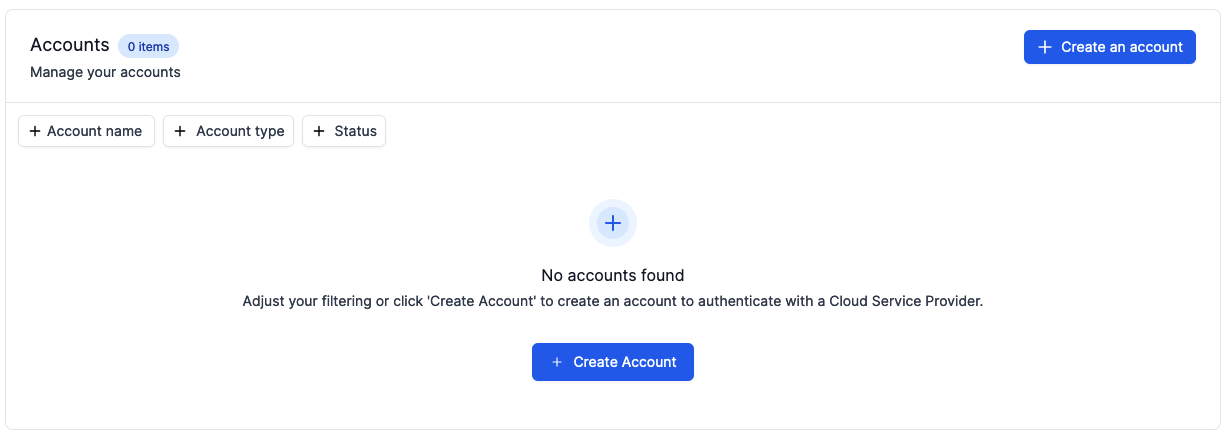 Accounts 0 items
Manage your accounts
Create an account
Account name
Account type
Status
No accounts found
Adjust your filtering or click 'Create Account' to create an account to authenticate with a Cloud Service Provider.
Create Account